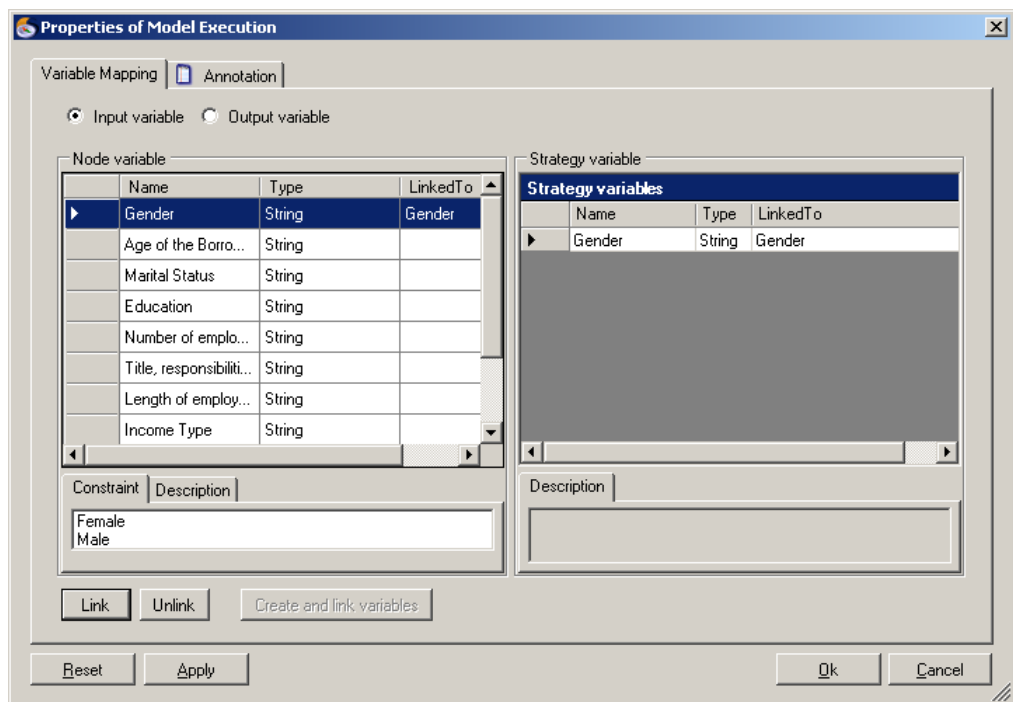 Properties of Model Execution
Variable Mapping Annotation
Input variable Output variable
Node variable
Name Type LinkedTo
Gender String Gender
Age of the Borro... String
Marital Status String
Education String
Number of emplo... String
Title, responsibiliti... String
Length of employ... String
Income Type String
Constraint Description
Female
Male
Strategy variable
Strategy variables
Name Type LinkedTo
Gender String Gender
Description
Link Unlink Create and link variables
Reset Apply Ok Cancel